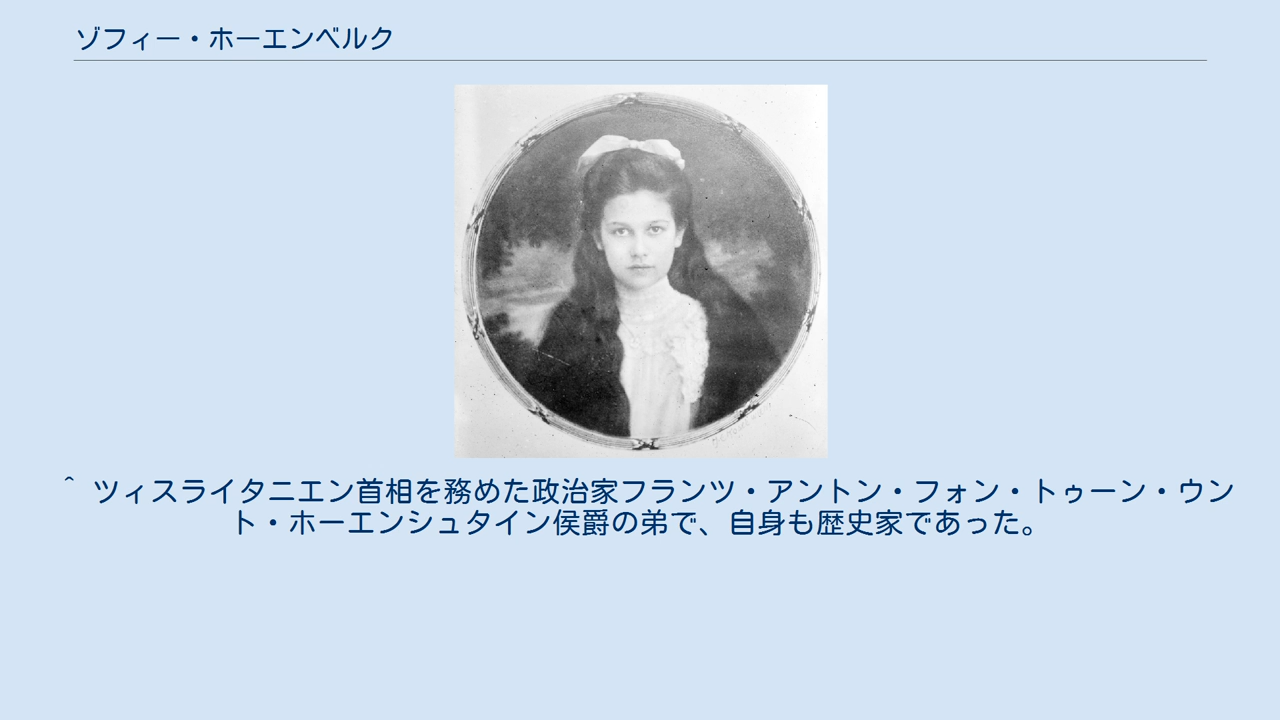 ゾフィー・ホーエンベルク
^ ツィスライタニエン首相を務めた政治家フランツ・アントン・フォン・トゥーン・ウン
ト・ホーエンシュタイン侯爵の弟で、自身も歴史家であった。